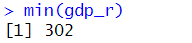 > min(gdp_r)
[1] 302